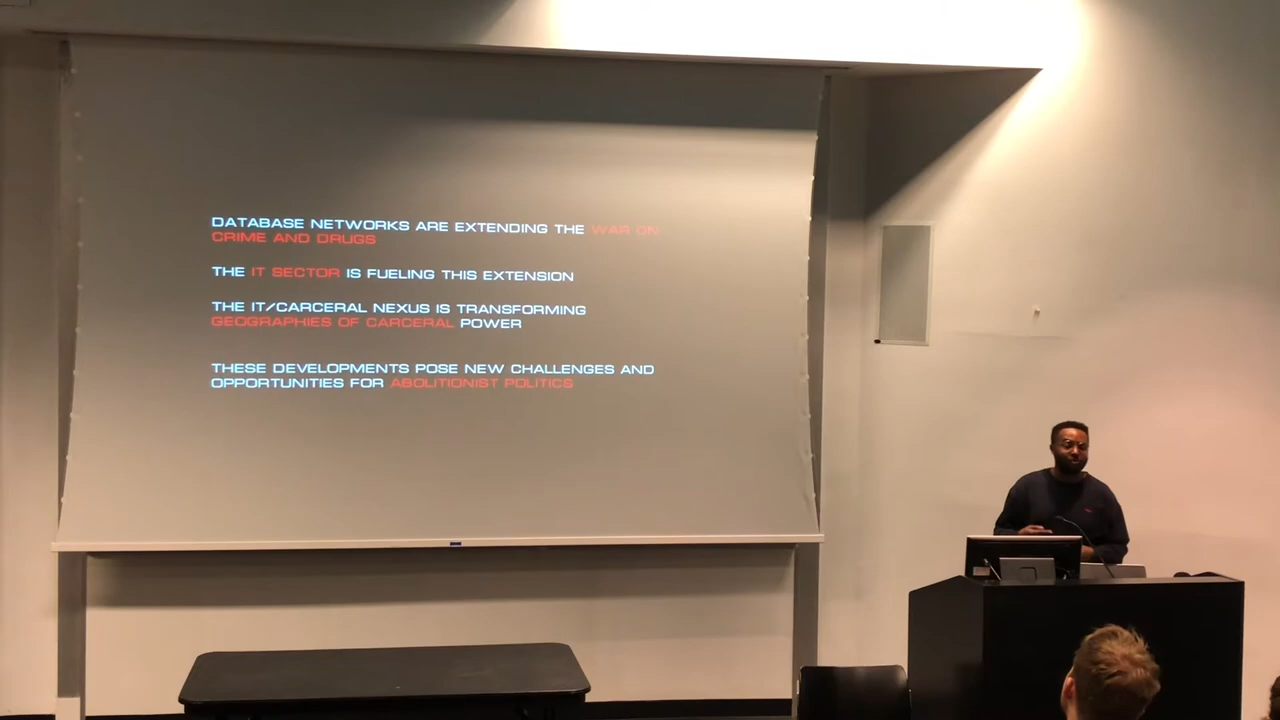 DATABASE NETWORKS ARE EXTENDING THE WAR ON
CRIME AND DRUGS
THE IT SECTOR IS FUELING THIS EXTENSION
THE IT/CARCERAL NEXUS IS TRANSFORMING
GEOGRAPHIES OF CARCERAL POWER
THESE DEVELOPMENTS POSE NEW CHALLENGES AND
OPPORTUNITIES FOR ABOLITIONIST POLITICS